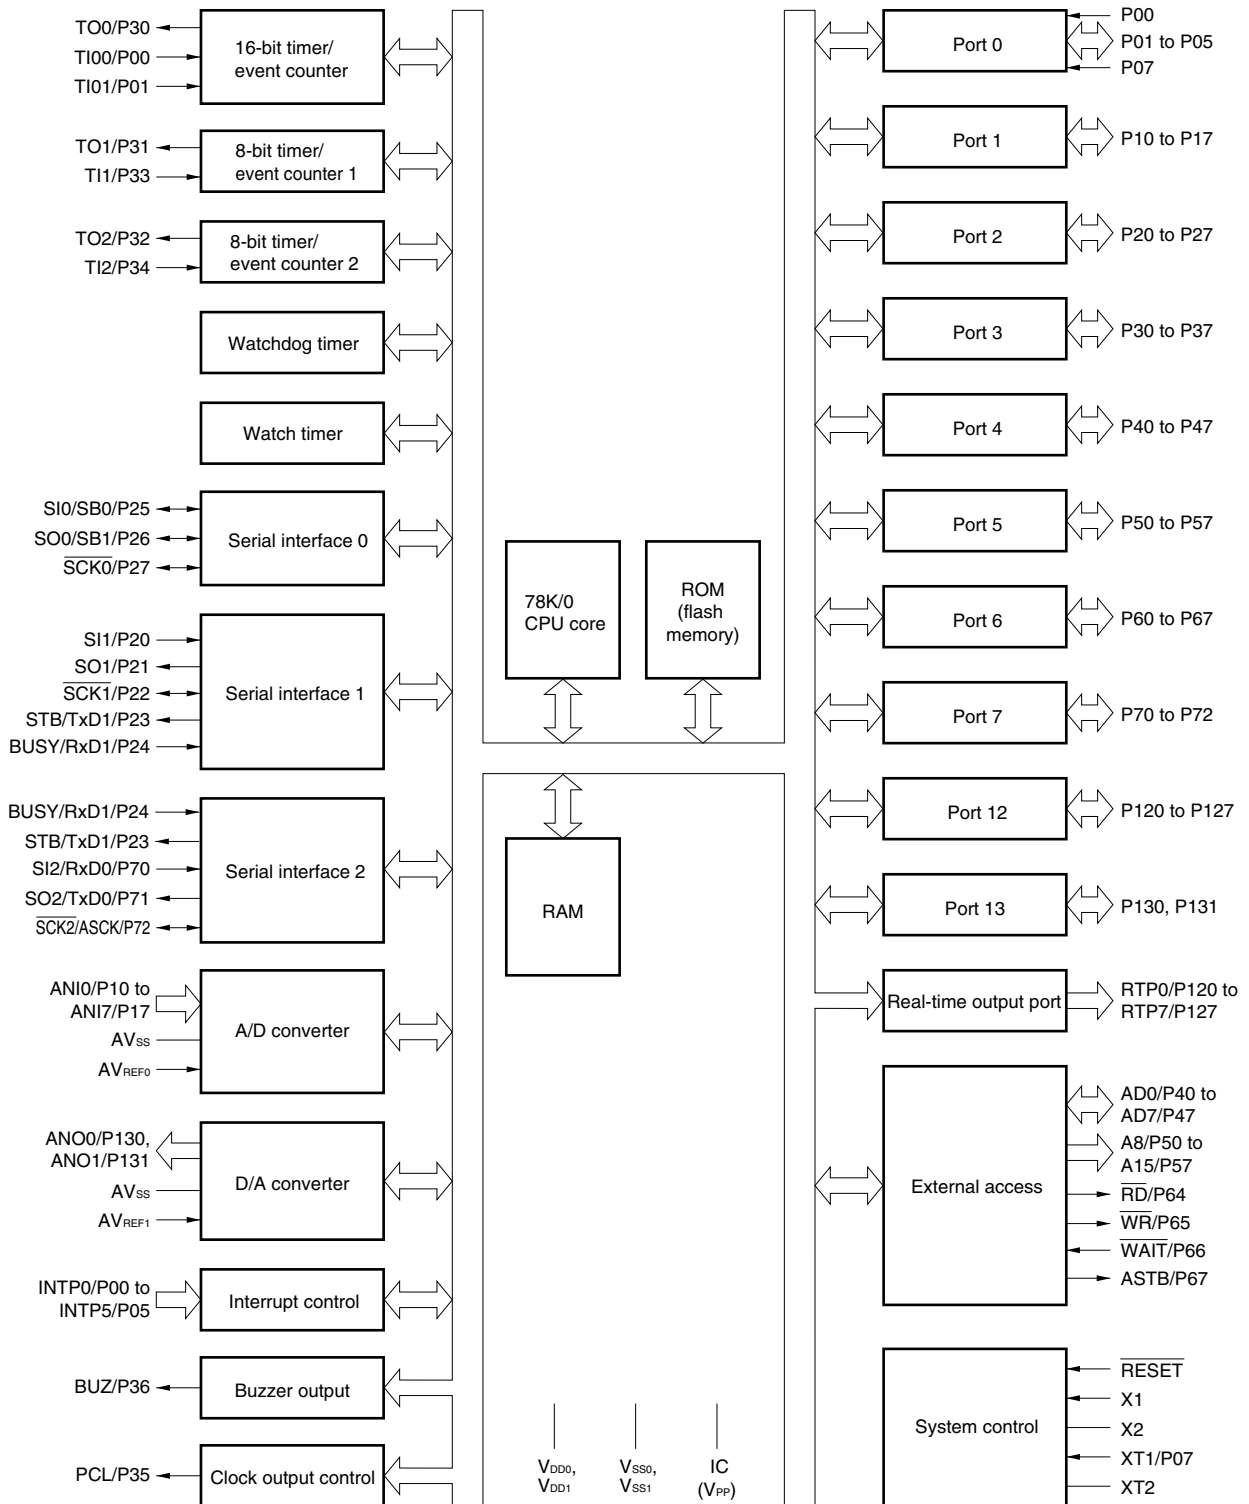 TO0/P30
TI00/P00
TI01/P01
16-bit timer/
event counter
TO1/P31
TI1/P33
8-bit timer/
event counter 1
TO2/P32
TI2/P34
8-bit timer/
event counter 2
Watchdog timer
Watch timer
SI0/SB0/P25
SO0/SB1/P26
SCK0/P27
Serial interface 0
SI1/P20
SO1/P21
SCK1/P22
STB/TxD1/P23
BUSY/RxD1/P24
Serial interface 1
BUSY/RxD1/P24
STB/TxD1/P23
SI2/RxD0/P70
SO2/TxD0/P71
SCK2/ASCK/P72
Serial interface 2
ANI0/P10 to
ANI7/P17
AVSS
AVREF0
A/D converter
ANO0/P130,
ANO1/P131
AVSS
AVREF1
D/A converter
INTP0/P00 to
INTP5/P05
Interrupt control
BUZ/P36
Buzzer output
PCL/P35
Clock output control
78K/0
CPU core
ROM
(flash
memory)
RAM
VDD0,
VDD1
VSS0,
VSS1
IC
(VPP)
Port 0
P00
P01 to P05
P07
Port 1
P10 to P17
Port 2
P20 to P27
Port 3
P30 to P37
Port 4
P40 to P47
Port 5
P50 to P57
Port 6
P60 to P67
Port 7
P70 to P72
Port 12
P120 to P127
Port 13
P130, P131
Real-time output port
RTP0/P120 to
RTP7/P127
External access
AD0/P40 to
AD7/P47
A8/P50 to
A15/P57
RD/P64
WR/P65
WAIT/P66
ASTB/P67
System control
RESET
X1
X2
XT1/P07
XT2